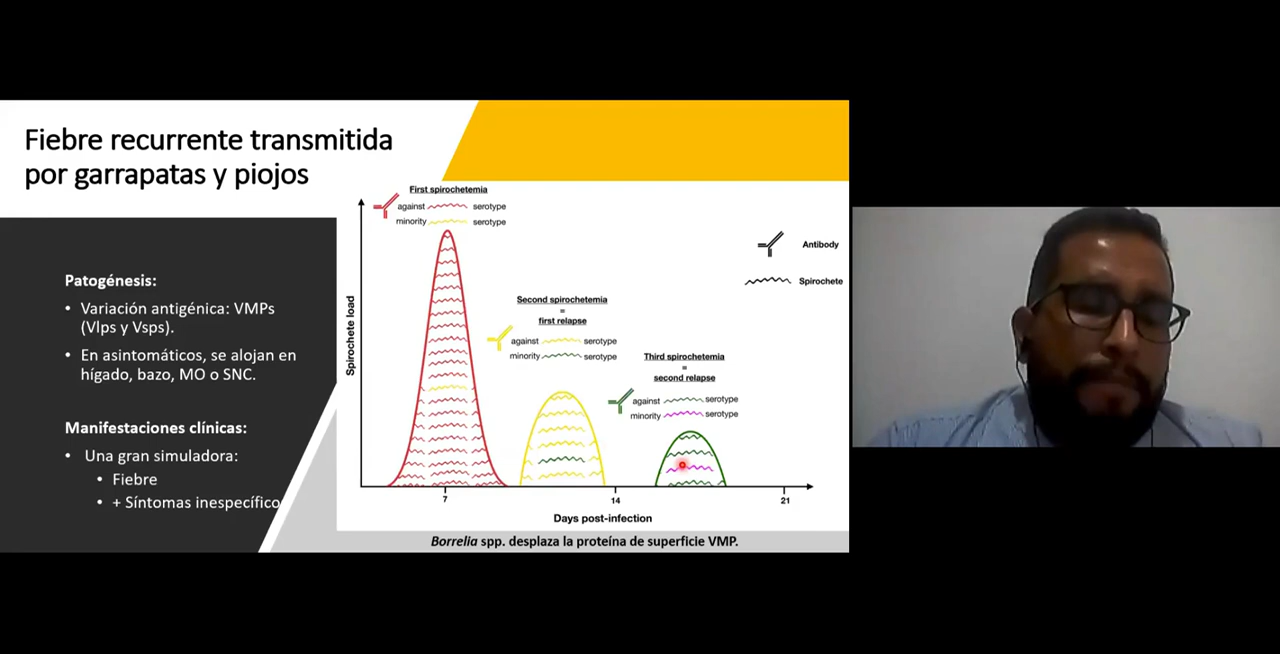 Fiebre recurrente transmitida
por garrapatas y piojos
Patogénesis:
• Variación antigénica: VMPs
(Vlps y Vsps).
• En asintomáticos, se alojan en
hígado, bazo, MO o SNC.
Manifestaciones clínicas:
• Una gran simuladora:
• Fiebre
• + Síntomas inespecífico
First spirochetemia
against serotype
minority serotype
Antibody
Spirochete
Second spirochetemia
=
first relapse
against serotype
minority serotype
Third spirochetemia
=
second relapse
against serotype
minority serotype
Spirochete load
7 14 21
Days post-infection
Borrelia spp. desplaza la proteína de superficie VMP.